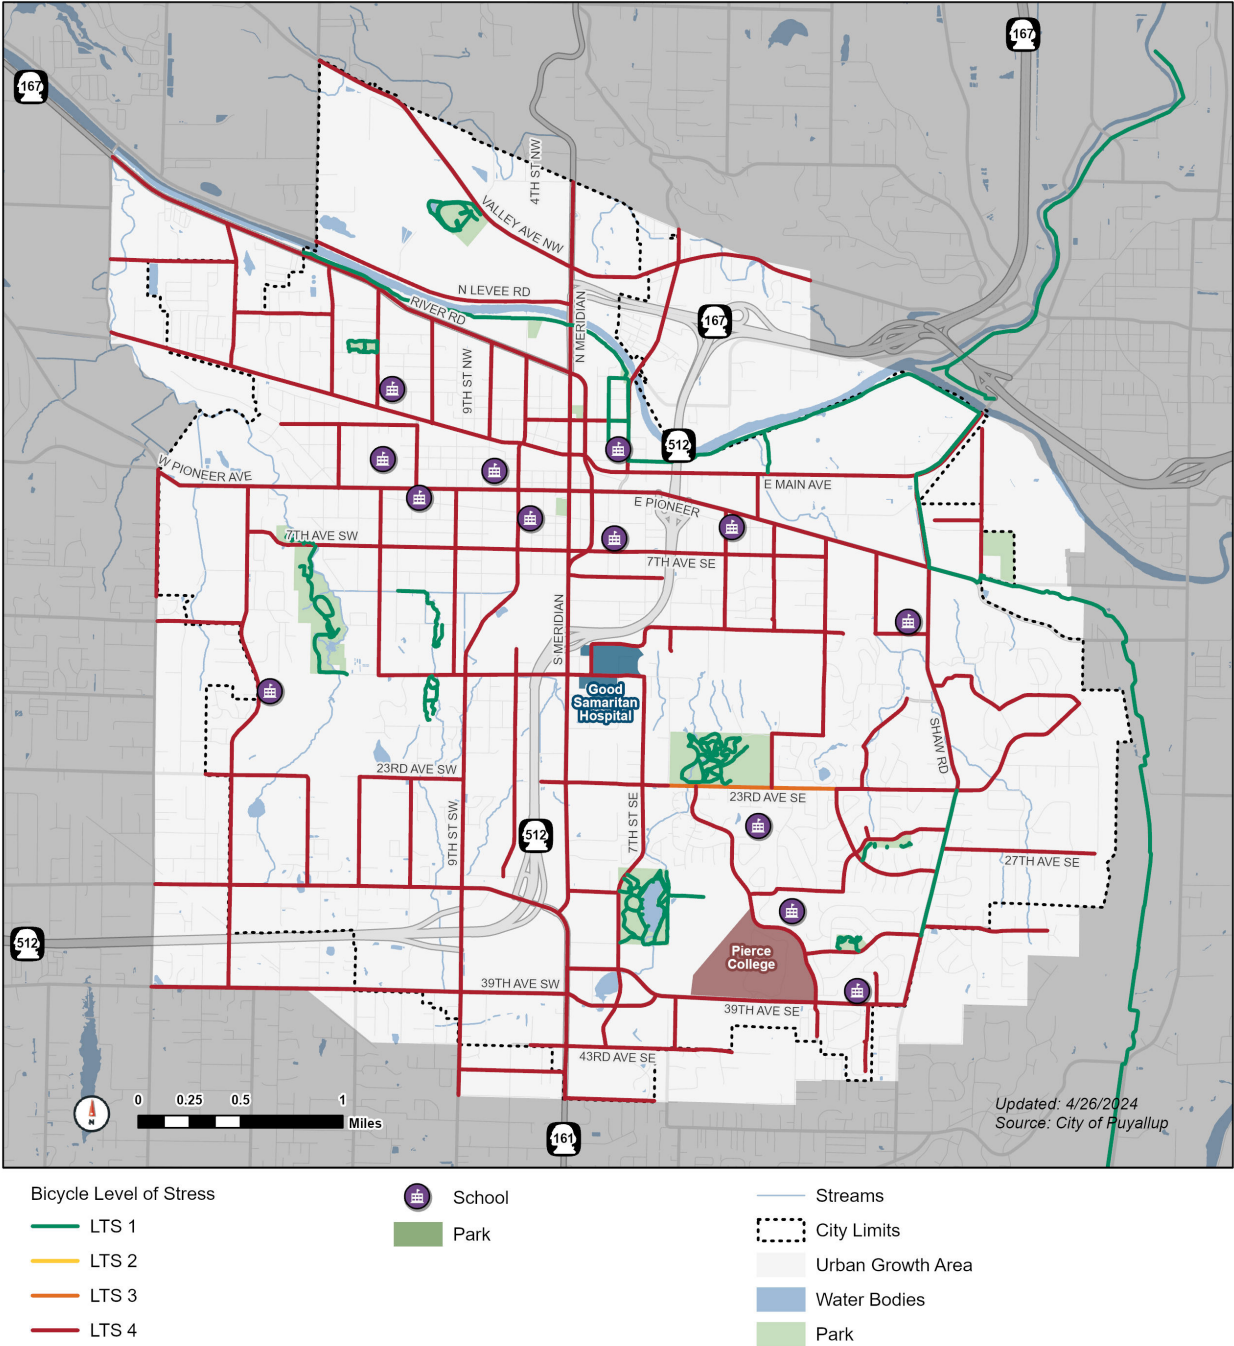 167
167
4TH ST NW
VALLEY AVE NW
N LEVEE RD
RIVER RD
N MERIDIAN
167
9TH ST NW
512
W PIONEER AVE
E MAIN AVE
E PIONEER
7TH AVE SW
7TH AVE SE
S MERIDIAN
Good
Samaritan
Hospital
SHAW RD
23RD AVE SW
23RD AVE SE
7TH ST SE
9TH ST SW
512
27TH AVE SE
512
Pierce
College
39TH AVE SW
39TH AVE SE
43RD AVE SE
0 0.25 0.5 1
Miles
N
161
Updated: 4/26/2024
Source: City of Puyallup
Bicycle Level of Stress
LTS 1
LTS 2
LTS 3
LTS 4
School
Park
Streams
City Limits
Urban Growth Area
Water Bodies
Park